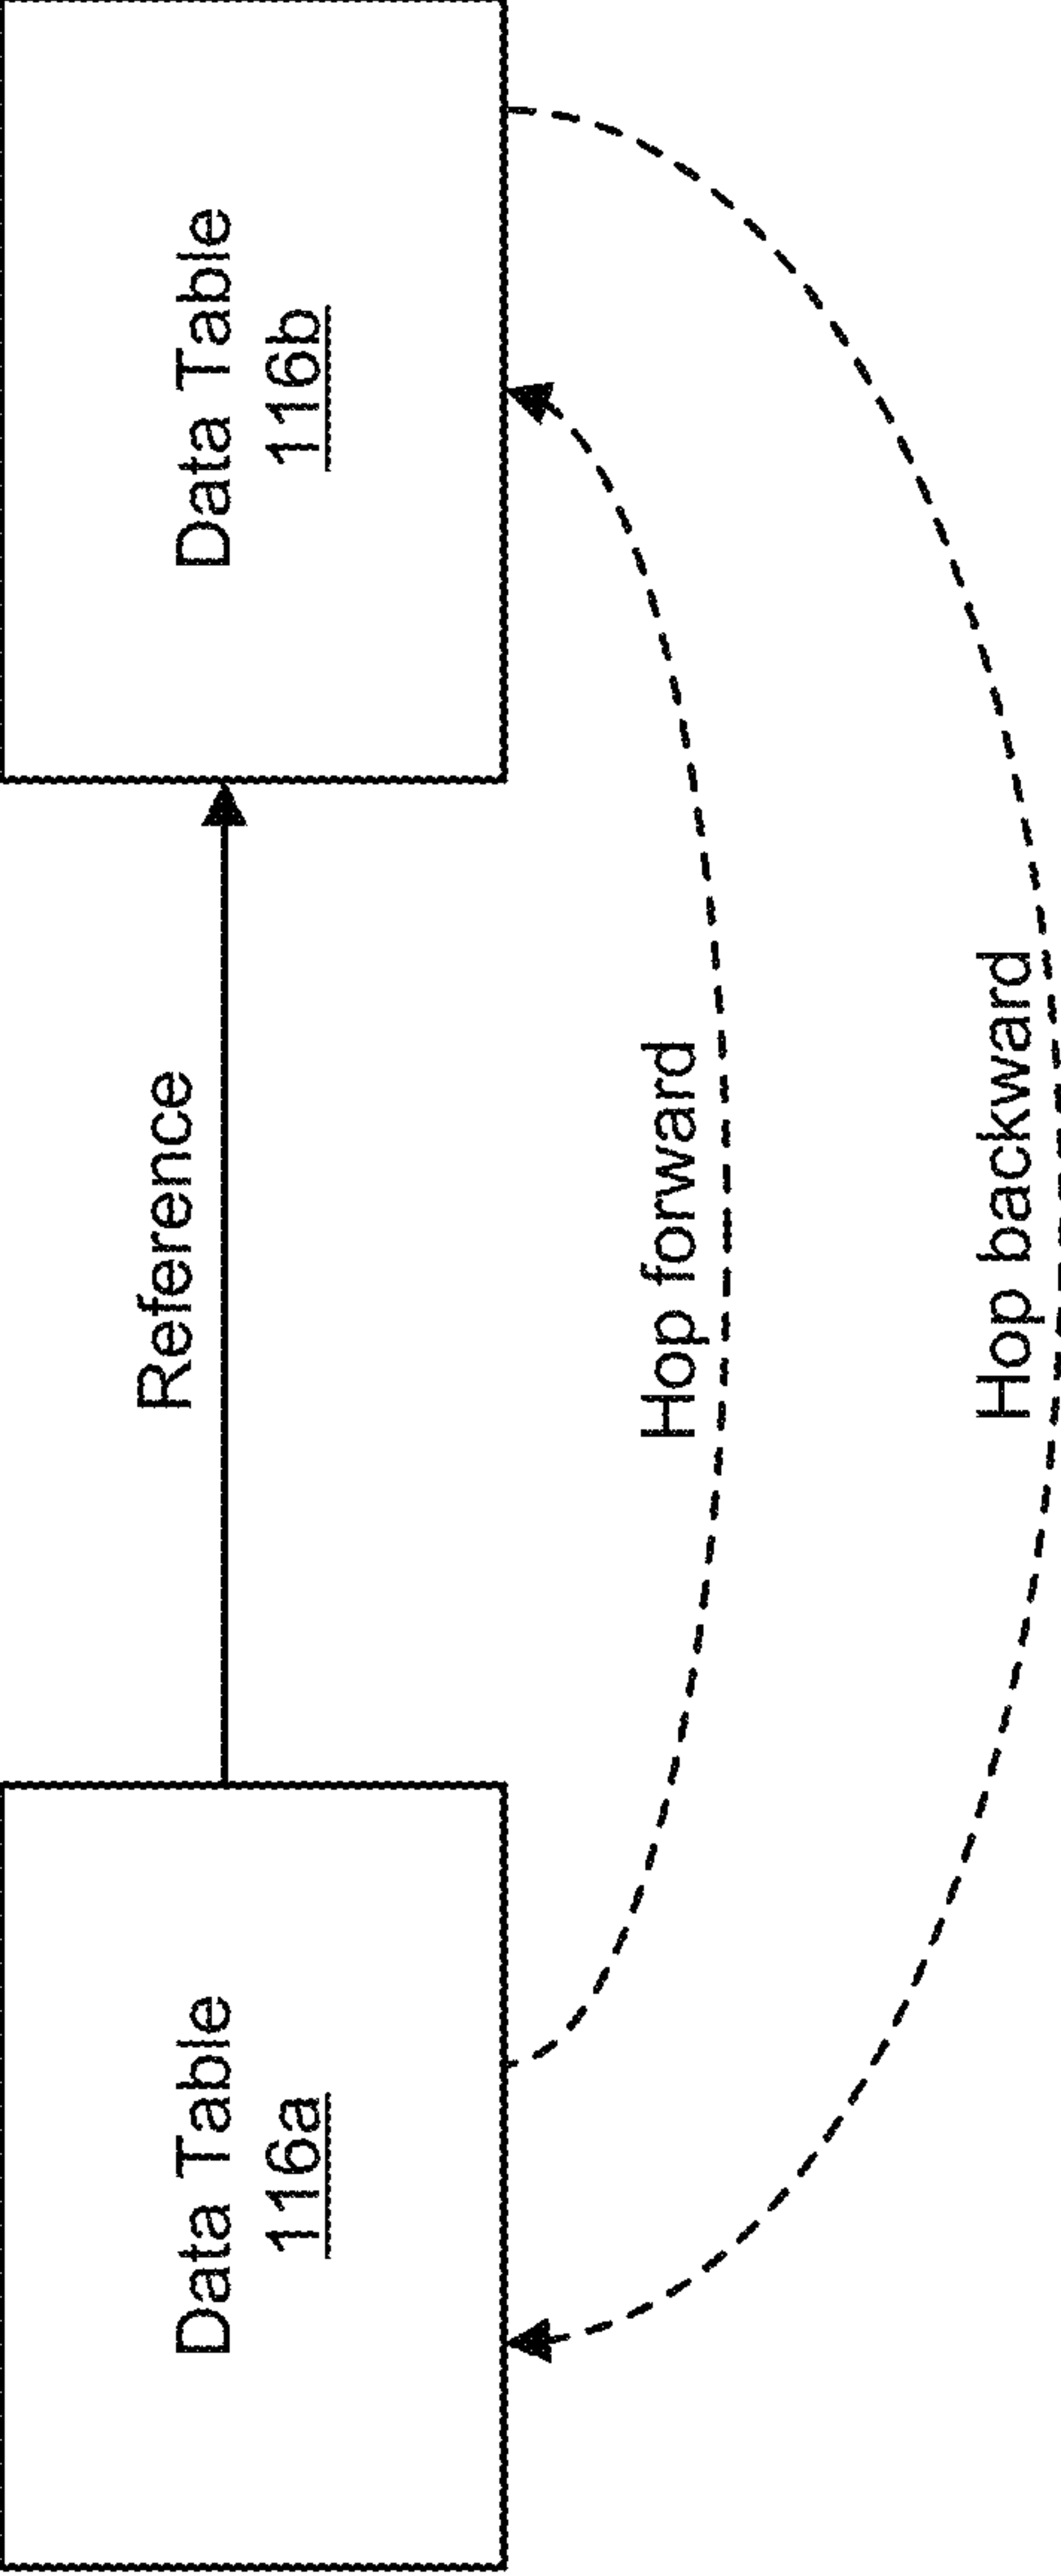 Data Table
116a
Reference
Data Table
116b
Hop forward
Hop backward